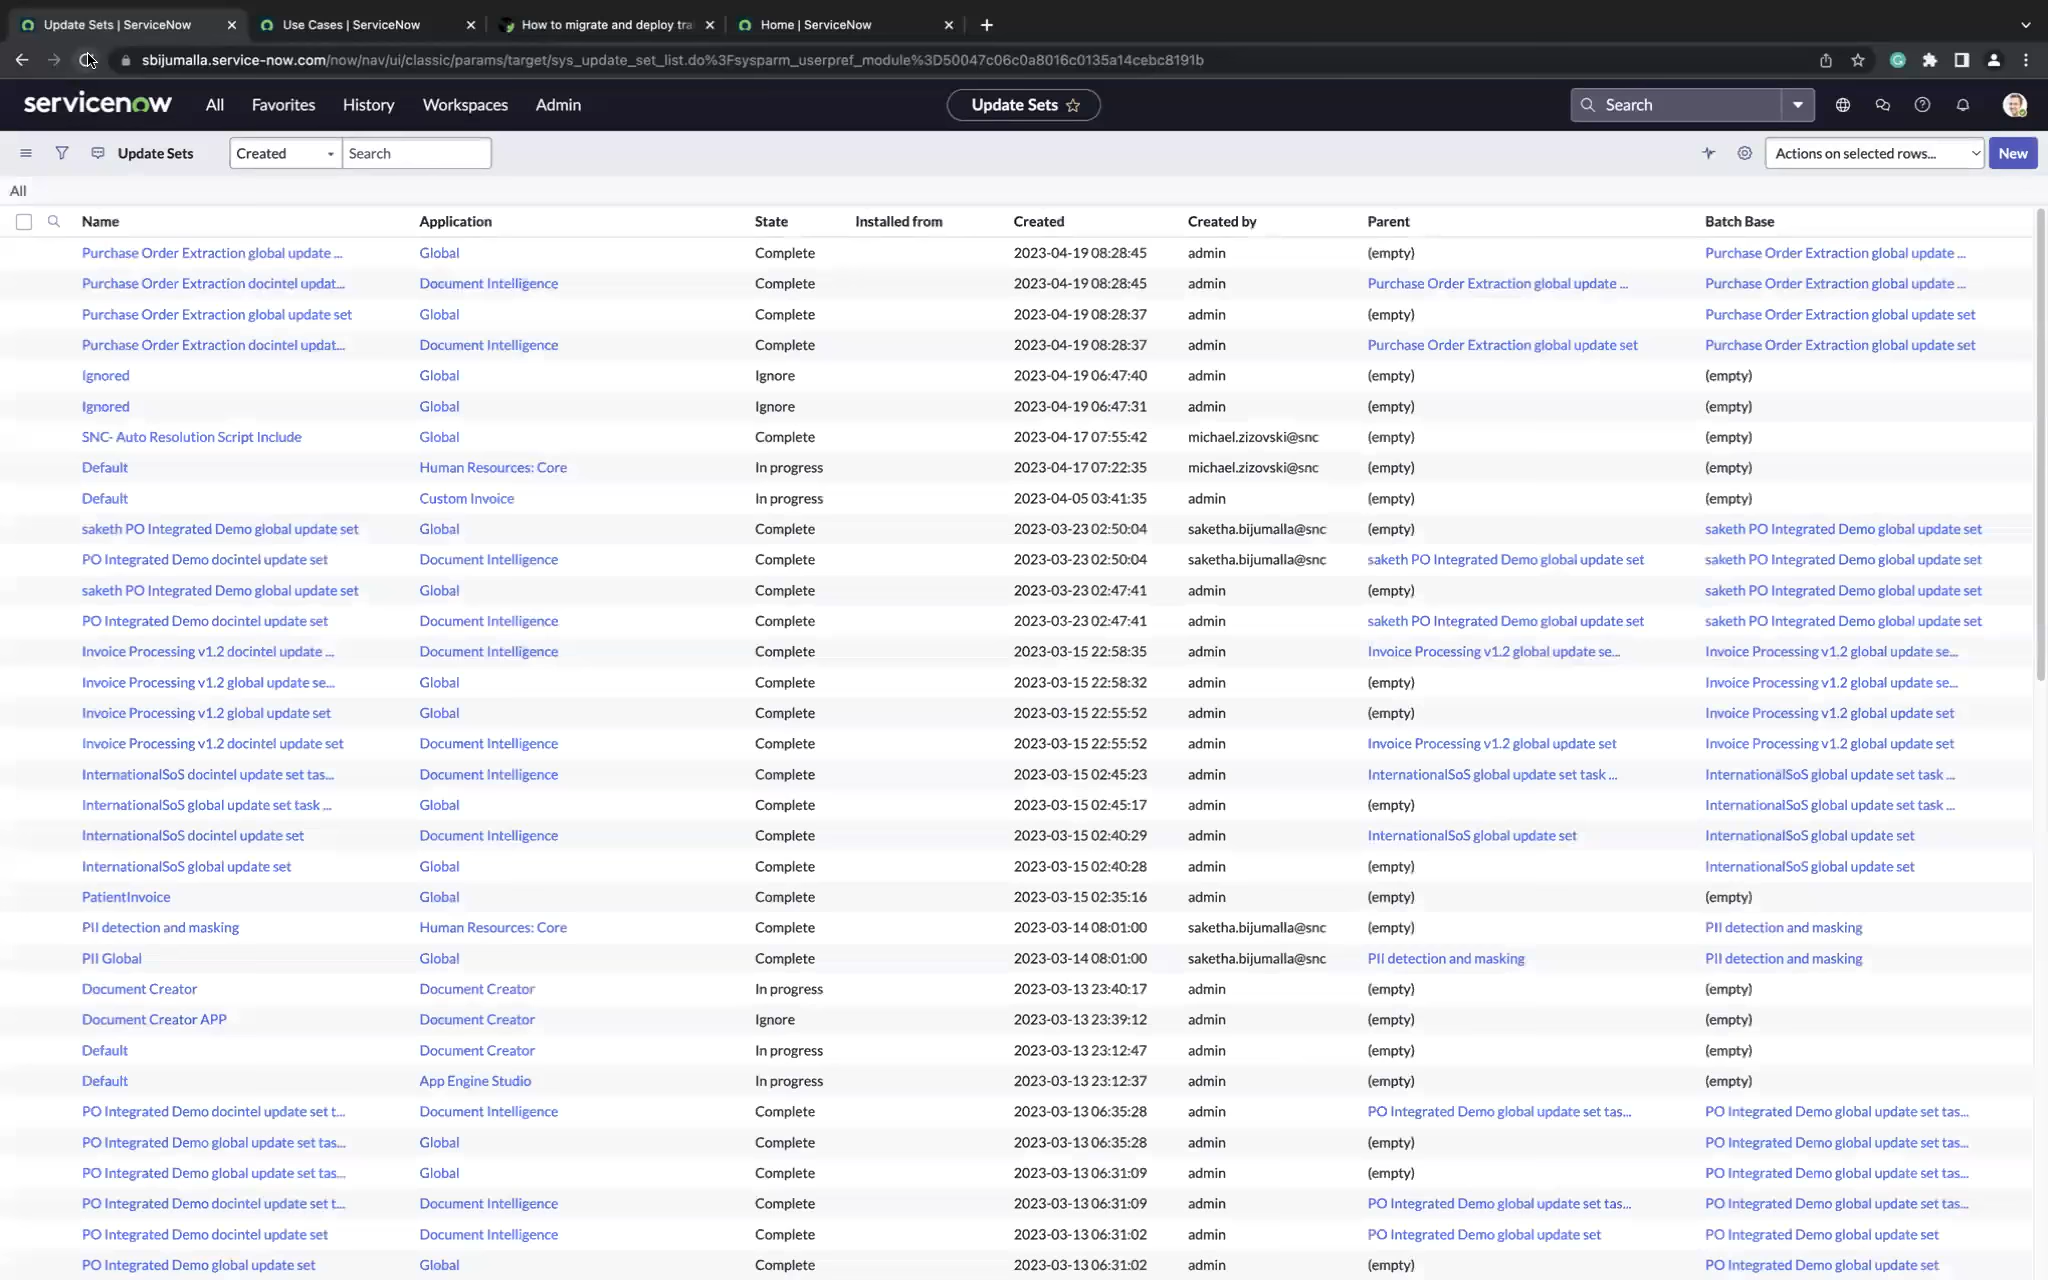 Update Sets | ServiceNow
Use Cases | ServiceNow
How to migrate and deploy tra
Home | ServiceNow
sbijumalla.service-now.com/now/nav/ui/classic/params/target/sys_update_set_list.do%3Fsysparm_userpref_module%3D50047c06c0a8016c0135a14cebc8191b
servicenow All Favorites History Workspaces Admin Update Sets Search
Update Sets Created Search Actions on selected rows... New
All
Name Application State Installed from Created Created by Parent Batch Base
Purchase Order Extraction global update ... Global Complete 2023-04-19 08:28:45 admin (empty) Purchase Order Extraction global update ...
Purchase Order Extraction docintel updat... Document Intelligence Complete 2023-04-19 08:28:45 admin Purchase Order Extraction global update ... Purchase Order Extraction global update ...
Purchase Order Extraction global update set Global Complete 2023-04-19 08:28:37 admin (empty) Purchase Order Extraction global update set
Purchase Order Extraction docintel updat... Document Intelligence Complete 2023-04-19 08:28:37 admin Purchase Order Extraction global update set Purchase Order Extraction global update set
Ignored Global Ignore 2023-04-19 06:47:40 admin (empty) (empty)
Ignored Global Ignore 2023-04-19 06:47:31 admin (empty) (empty)
SNC- Auto Resolution Script Include Global Complete 2023-04-17 07:55:42 michael.zizovski@snc (empty) (empty)
Default Human Resources: Core In progress 2023-04-17 07:22:35 michael.zizovski@snc (empty) (empty)
Default Custom Invoice In progress 2023-04-05 03:41:35 admin (empty) (empty)
saketh PO Integrated Demo global update set Global Complete 2023-03-23 02:50:04 saketha.bijumalla@snc (empty) saketh PO Integrated Demo global update set
PO Integrated Demo docintel update set Document Intelligence Complete 2023-03-23 02:50:04 saketha.bijumalla@snc saketh PO Integrated Demo global update set saketh PO Integrated Demo global update set
saketh PO Integrated Demo global update set Global Complete 2023-03-23 02:47:41 admin (empty) saketh PO Integrated Demo global update set
PO Integrated Demo docintel update set Document Intelligence Complete 2023-03-23 02:47:41 admin saketh PO Integrated Demo global update set saketh PO Integrated Demo global update set
Invoice Processing v1.2 docintel update ... Document Intelligence Complete 2023-03-15 22:58:35 admin Invoice Processing v1.2 global update se... Invoice Processing v1.2 global update se...
Invoice Processing v1.2 global update se... Global Complete 2023-03-15 22:58:32 admin (empty) Invoice Processing v1.2 global update se...
Invoice Processing v1.2 global update set Global Complete 2023-03-15 22:55:52 admin (empty) Invoice Processing v1.2 global update set
Invoice Processing v1.2 docintel update set Document Intelligence Complete 2023-03-15 22:55:52 admin Invoice Processing v1.2 global update set Invoice Processing v1.2 global update set
InternationalSoS docintel update set tas... Document Intelligence Complete 2023-03-15 02:45:23 admin InternationalSoS global update set task ... InternationalSoS global update set task ...
InternationalSoS global update set task ... Global Complete 2023-03-15 02:45:17 admin (empty) InternationalSoS global update set task ...
InternationalSoS docintel update set Document Intelligence Complete 2023-03-15 02:40:29 admin InternationalSoS global update set InternationalSoS global update set
InternationalSoS global update set Global Complete 2023-03-15 02:40:28 admin (empty) InternationalSoS global update set
PatientInvoice Global Complete 2023-03-15 02:35:16 admin (empty) (empty)
PII detection and masking Human Resources: Core Complete 2023-03-14 08:01:00 saketha.bijumalla@snc (empty) PII detection and masking
PII Global Global Complete 2023-03-14 08:01:00 saketha.bijumalla@snc PII detection and masking PII detection and masking
Document Creator Document Creator In progress 2023-03-13 23:40:17 admin (empty) (empty)
Document Creator APP Document Creator Ignore 2023-03-13 23:39:12 admin (empty) (empty)
Default Document Creator In progress 2023-03-13 23:12:47 admin (empty) (empty)
Default App Engine Studio In progress 2023-03-13 23:12:37 admin (empty) (empty)
PO Integrated Demo docintel update set t... Document Intelligence Complete 2023-03-13 06:35:28 admin PO Integrated Demo global update set tas... PO Integrated Demo global update set tas...
PO Integrated Demo global update set tas... Global Complete 2023-03-13 06:35:28 admin (empty) PO Integrated Demo global update set tas...
PO Integrated Demo global update set tas... Global Complete 2023-03-13 06:31:09 admin (empty) PO Integrated Demo global update set tas...
PO Integrated Demo docintel update set t... Document Intelligence Complete 2023-03-13 06:31:09 admin PO Integrated Demo global update set tas... PO Integrated Demo global update set tas...
PO Integrated Demo docintel update set Document Intelligence Complete 2023-03-13 06:31:02 admin PO Integrated Demo global update set PO Integrated Demo global update set
PO Integrated Demo global update set Global Complete 2023-03-13 06:31:02 admin (empty) PO Integrated Demo global update set